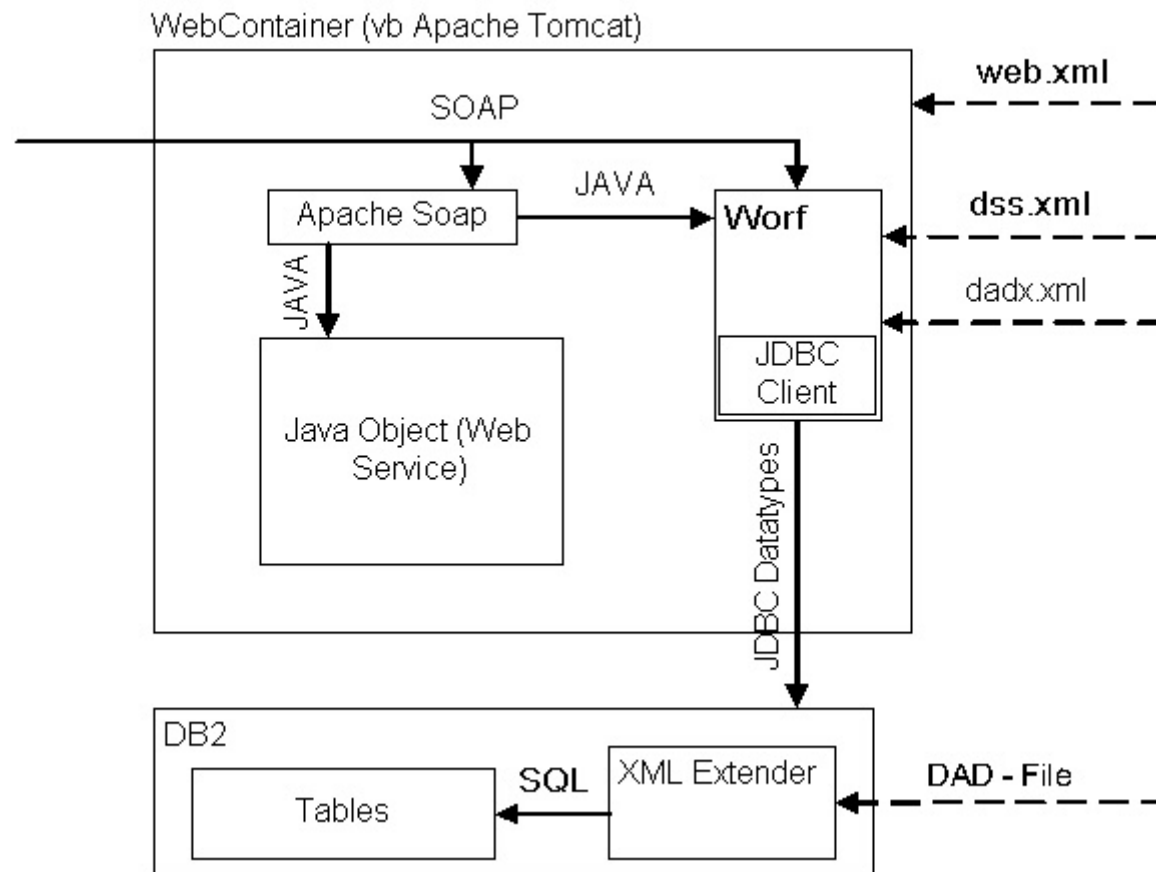 WebContainer (vb Apache Tomcat)
web.xml
SOAP
JAVA
Apache Soap
Worf
dss.xml
JAVA
dadx.xml
JDBC
Client
Java Object (Web
Service)
JDBC Datatypes
DB2
XML Extender
SQL
Tables
DAD - File